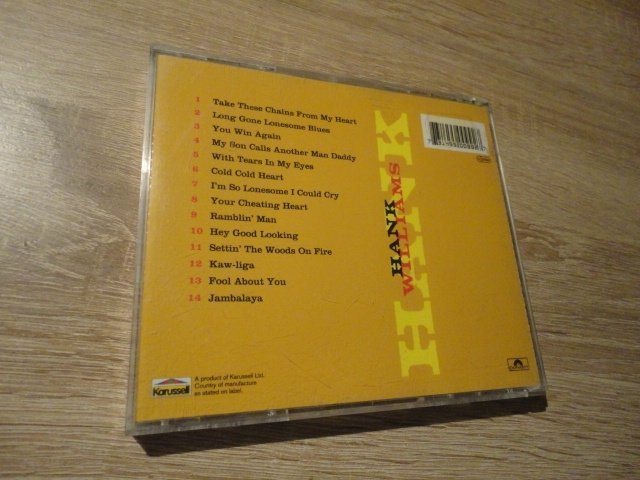 1 Take These Chains From My Heart
2 Long Gone Lonesome Blues
3 You Win Again
4 My Son Calls Another Man Daddy
5 With Tears In My Eyes
6 Cold Cold Heart
7 I'm So Lonesome I Could Cry
8 Your Cheating Heart
9 Ramblin' Man
10 Hey Good Looking
11 Settin' The Woods On Fire
12 Kaw-liga
13 Fool About You
14 Jambalaya
HANK
HANK
WILLIAMS
Karussell
A product of Karussell Ltd.
Country of manufacture
as stated on label.